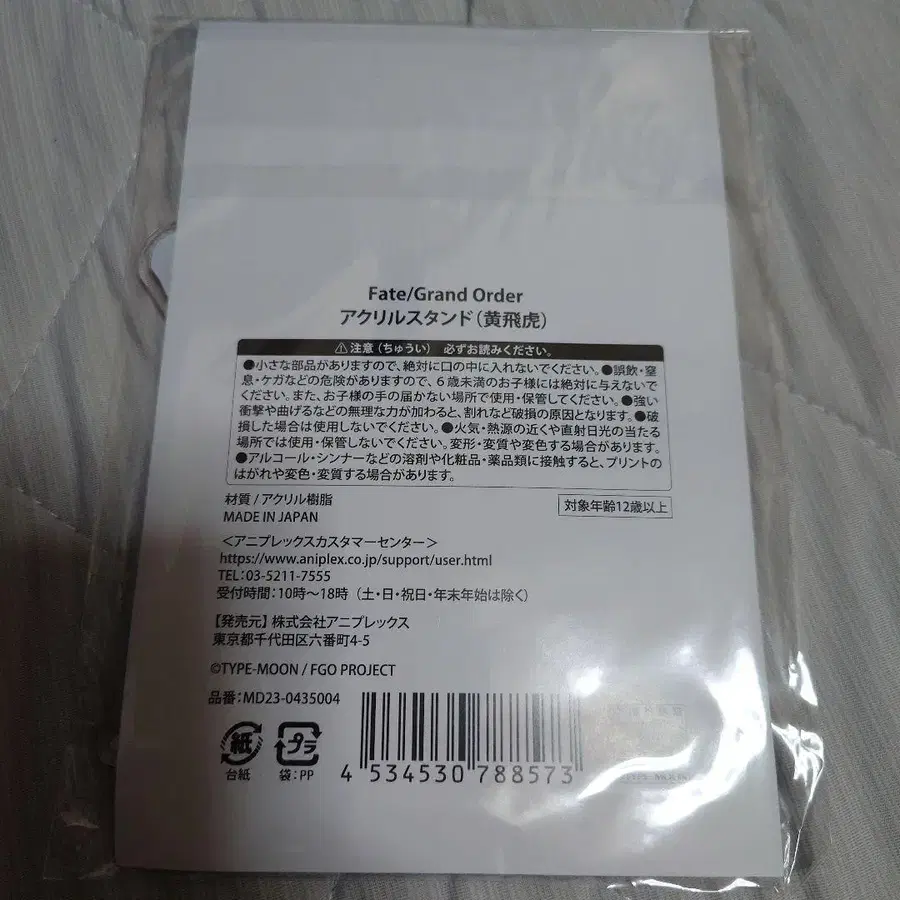 Fate/Grand Order
アクリルスタンド(黄飛虎)
⚠注意(ちゅうい) 必ずお読みください。
●小さな部品がありますので、絶対に口の中に入れないでください。●誤飲・窒
息・ケガなどの危険がありますので、6歳未満のお子様には絶対に与えないで
ください。また、お子様の手の届かない場所で使用・保管してください。●強い
衝撃や曲げるなどの無理な力が加わると、割れなど破損の原因となります。●破
損した場合は使用しないでください。●火気・熱源の近くや直射日光の当たる
場所では使用・保管しないでください。変形・変質や変色する場合があります。
●アルコール・シンナーなどの溶剤や化粧品・薬品類に接触すると、プリントの
はがれや変色・変質する場合があります。
材質/アクリル樹脂
MADE IN JAPAN
対象年齢12歳以上
<アニプレックスカスタマーセンター>
https://www.aniplex.co.jp/support/user.html
TEL:03-5211-7555
受付時間:10時〜18時(土・日・祝日・年末年始は除く)
【発売元】株式会社アニプレックス
東京都千代田区六番町4-5
©TYPE-MOON / FGO PROJECT
品番:MD23-0435004
紙
台紙
プラ
袋:PP
4 534530 788573